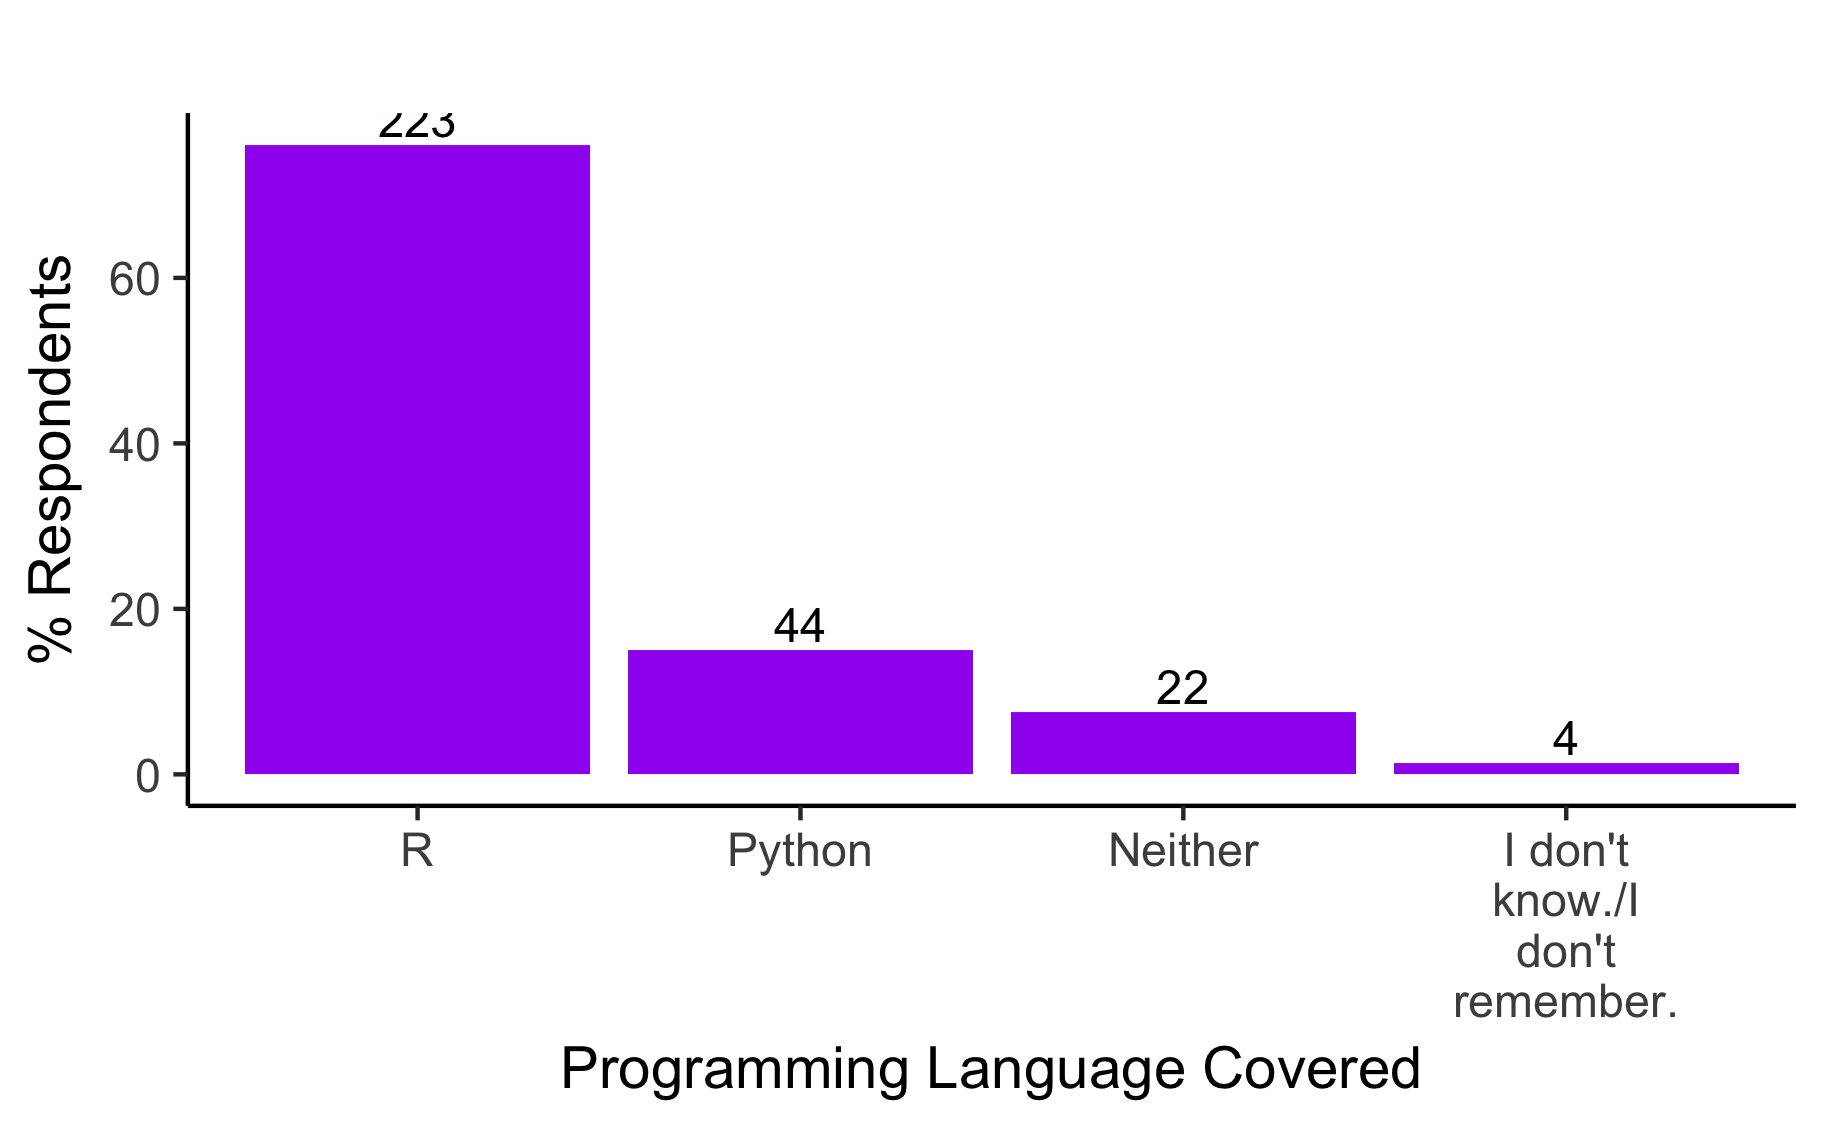 223
% Respondents
60
40
20
0
44
22
4
R
Python
Neither
I don't
know./I
don't
remember.
Programming Language Covered